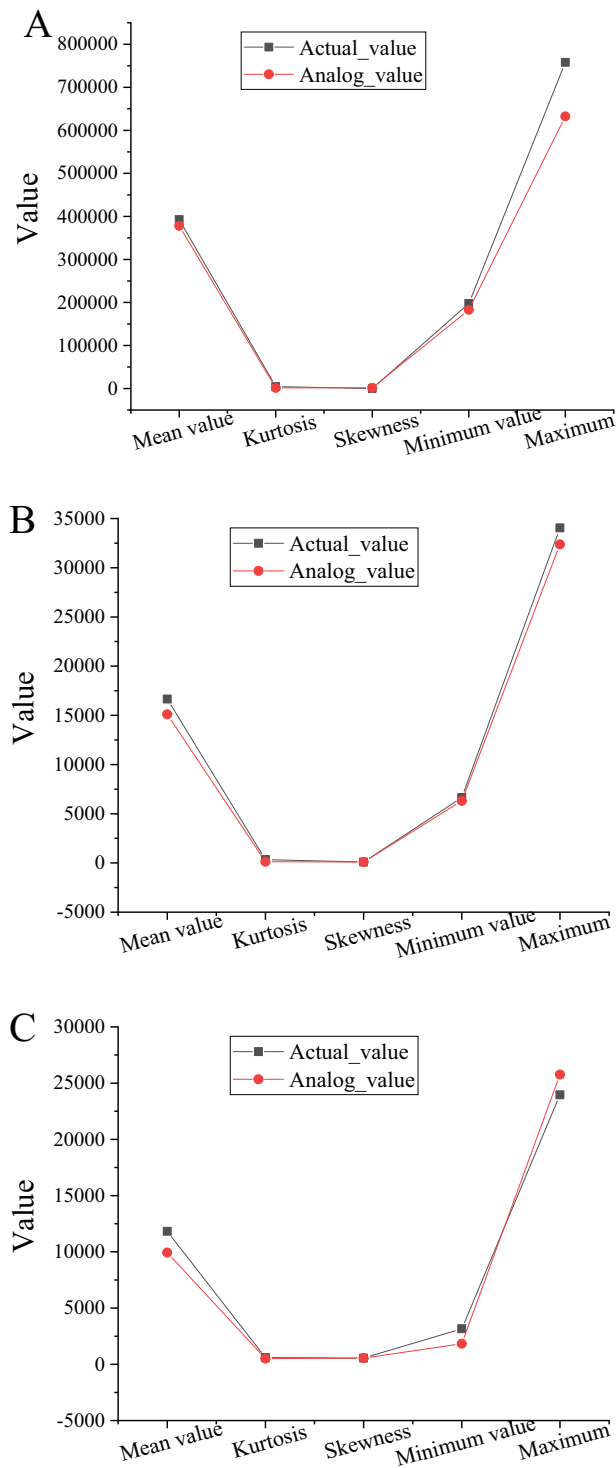 A
Actual_value
Analog_value
Value
800000
700000
600000
500000
400000
300000
200000
100000
0
Mean value
Kurtosis
Skewness
Minimum value
Maximum
B
Actual_value
Analog_value
Value
35000
30000
25000
20000
15000
10000
5000
0
-5000
Mean value
Kurtosis
Skewness
Minimum value
Maximum
C
Actual_value
Analog_value
Value
30000
25000
20000
15000
10000
5000
0
-5000
Mean value
Kurtosis
Skewness
Minimum value
Maximum